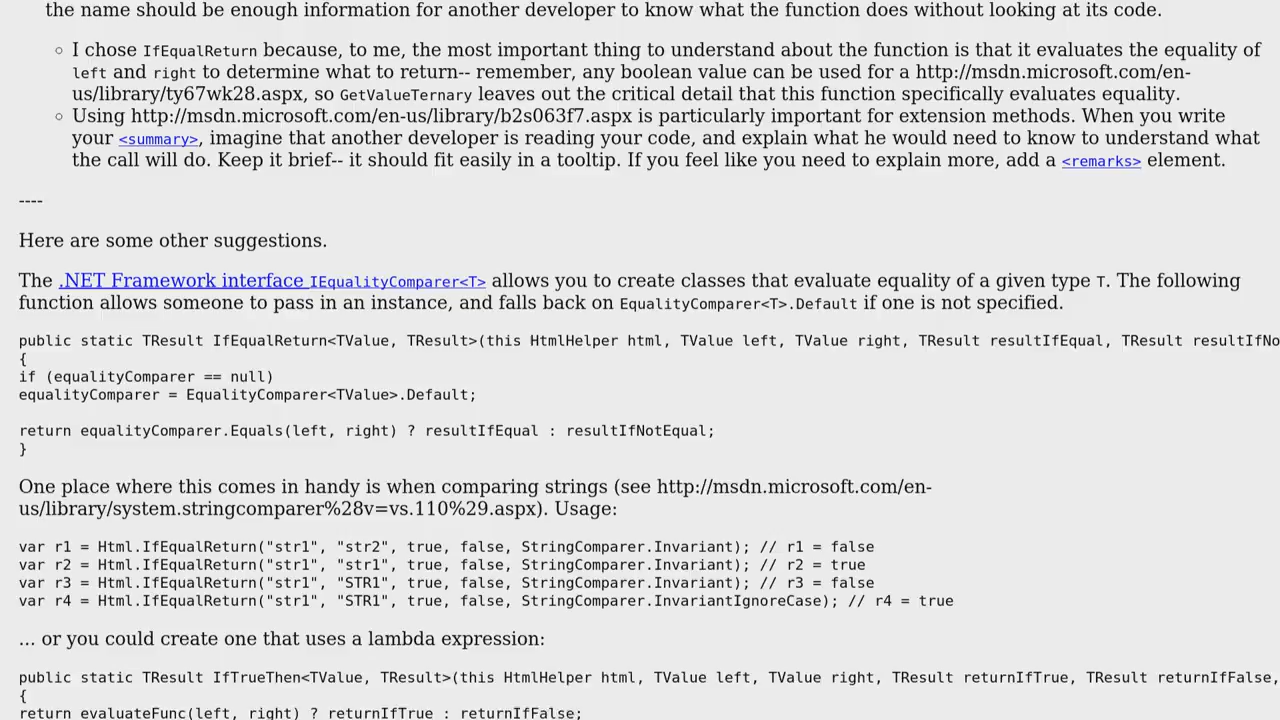 the name should be enough information for another developer to know what the function does without looking at its code.
◦ I chose IfEqualReturn because, to me, the most important thing to understand about the function is that it evaluates the equality of
left and right to determine what to return-- remember, any boolean value can be used for a http://msdn.microsoft.com/en-
us/library/ty67wk28.aspx, so GetValueTernary leaves out the critical detail that this function specifically evaluates equality.
◦ Using http://msdn.microsoft.com/en-us/library/b2s063f7.aspx is particularly important for extension methods. When you write
your <summary>, imagine that another developer is reading your code, and explain what he would need to know to understand what
the call will do. Keep it brief-- it should fit easily in a tooltip. If you feel like you need to explain more, add a <remarks> element.
----
Here are some other suggestions.
The .NET Framework interface IEqualityComparer<T> allows you to create classes that evaluate equality of a given type T. The following
function allows someone to pass in an instance, and falls back on EqualityComparer<T>.Default if one is not specified.
public static TResult IfEqualReturn<TValue, TResult>(this HtmlHelper html, TValue left, TValue right, TResult resultIfEqual, TResult resultIfNo
{
if (equalityComparer == null)
equalityComparer = EqualityComparer<TValue>.Default;
return equalityComparer.Equals(left, right) ? resultIfEqual : resultIfNotEqual;
}
One place where this comes in handy is when comparing strings (see http://msdn.microsoft.com/en-
us/library/system.stringcomparer%28v=vs.110%29.aspx). Usage:
var r1 = Html.IfEqualReturn("str1", "str2", true, false, StringComparer.Invariant); // r1 = false
var r2 = Html.IfEqualReturn("str1", "str1", true, false, StringComparer.Invariant); // r2 = true
var r3 = Html.IfEqualReturn("str1", "STR1", true, false, StringComparer.Invariant); // r3 = false
var r4 = Html.IfEqualReturn("str1", "STR1", true, false, StringComparer.InvariantIgnoreCase); // r4 = true
... or you could create one that uses a lambda expression:
public static TResult IfTrueThen<TValue, TResult>(this HtmlHelper html, TValue left, TValue right, TResult returnIfTrue, TResult returnIfFalse,
{
return evaluateFunc(left, right) ? returnIfTrue : returnIfFalse;